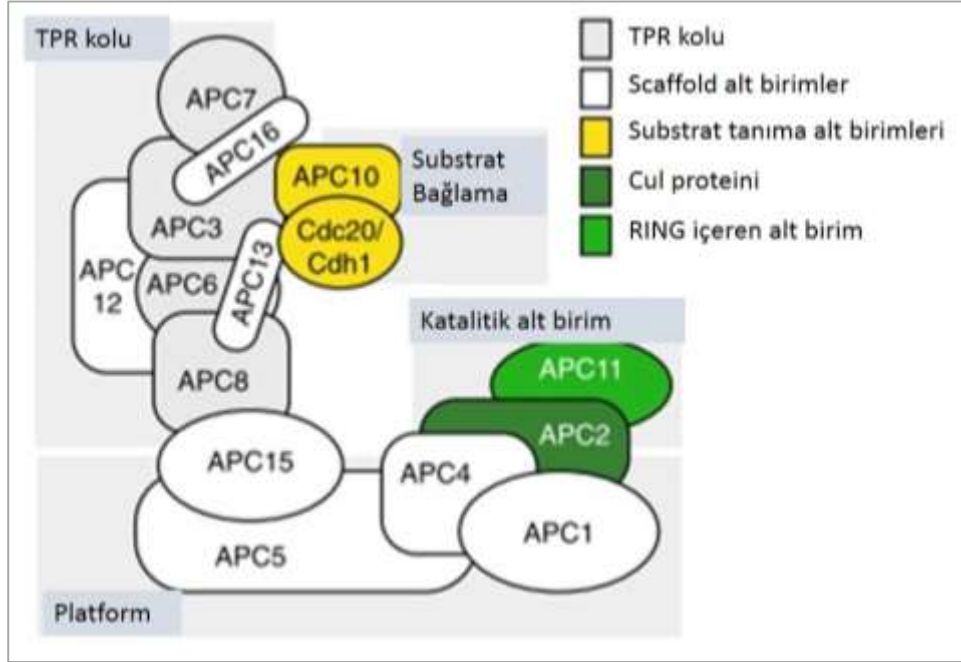 TPR kolu
APC7
APC16
APC10
Substrat
Bağlama
APC3
Cdc20/
Cdh1
APC13
APC
12
APC6
APC8
Katalitik alt birim
APC11
APC2
APC15
APC4
APC1
APC5
Platform
TPR kolu
Scaffold alt birimler
Substrat tanıma alt birimleri
Cul proteini
RING içeren alt birim